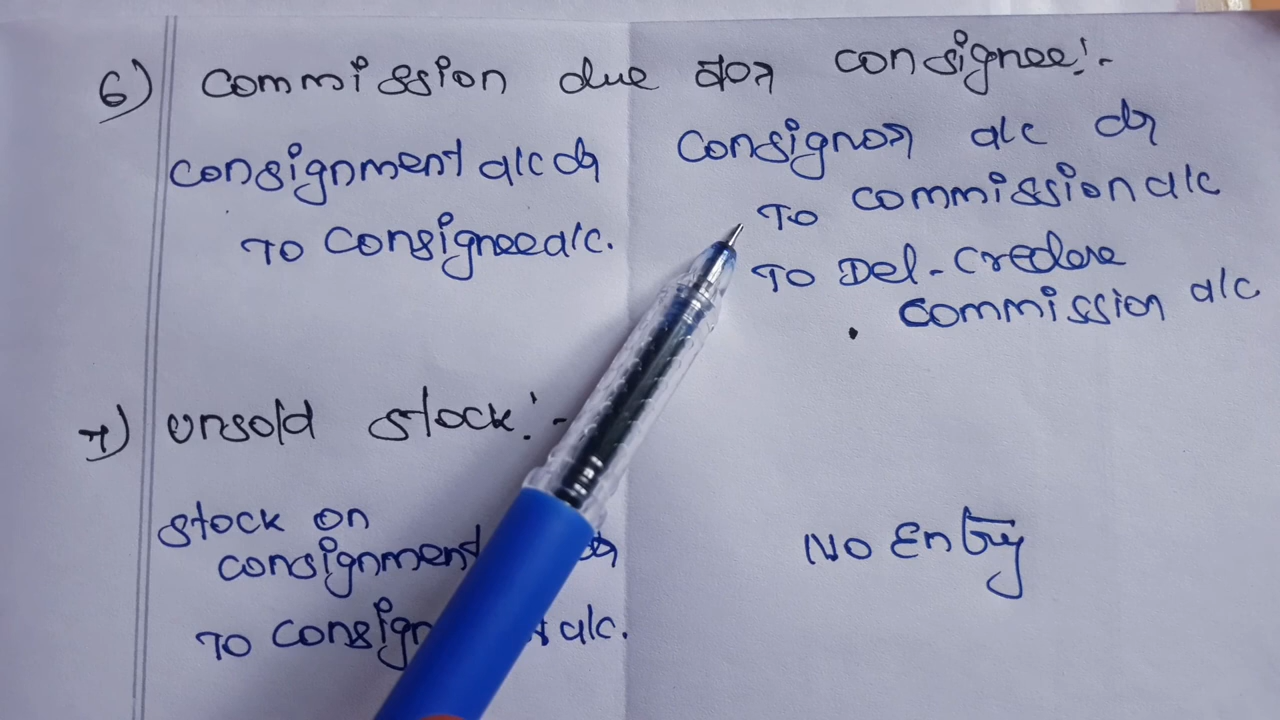 6) Commission due for consignee:-
consignment a/c dr
To consignee a/c.
Consignor a/c dr
To commission a/c
To Del-credere
commission a/c
7) Unsold stock:-
stock on
consignment dr
To a/c.
No Entry